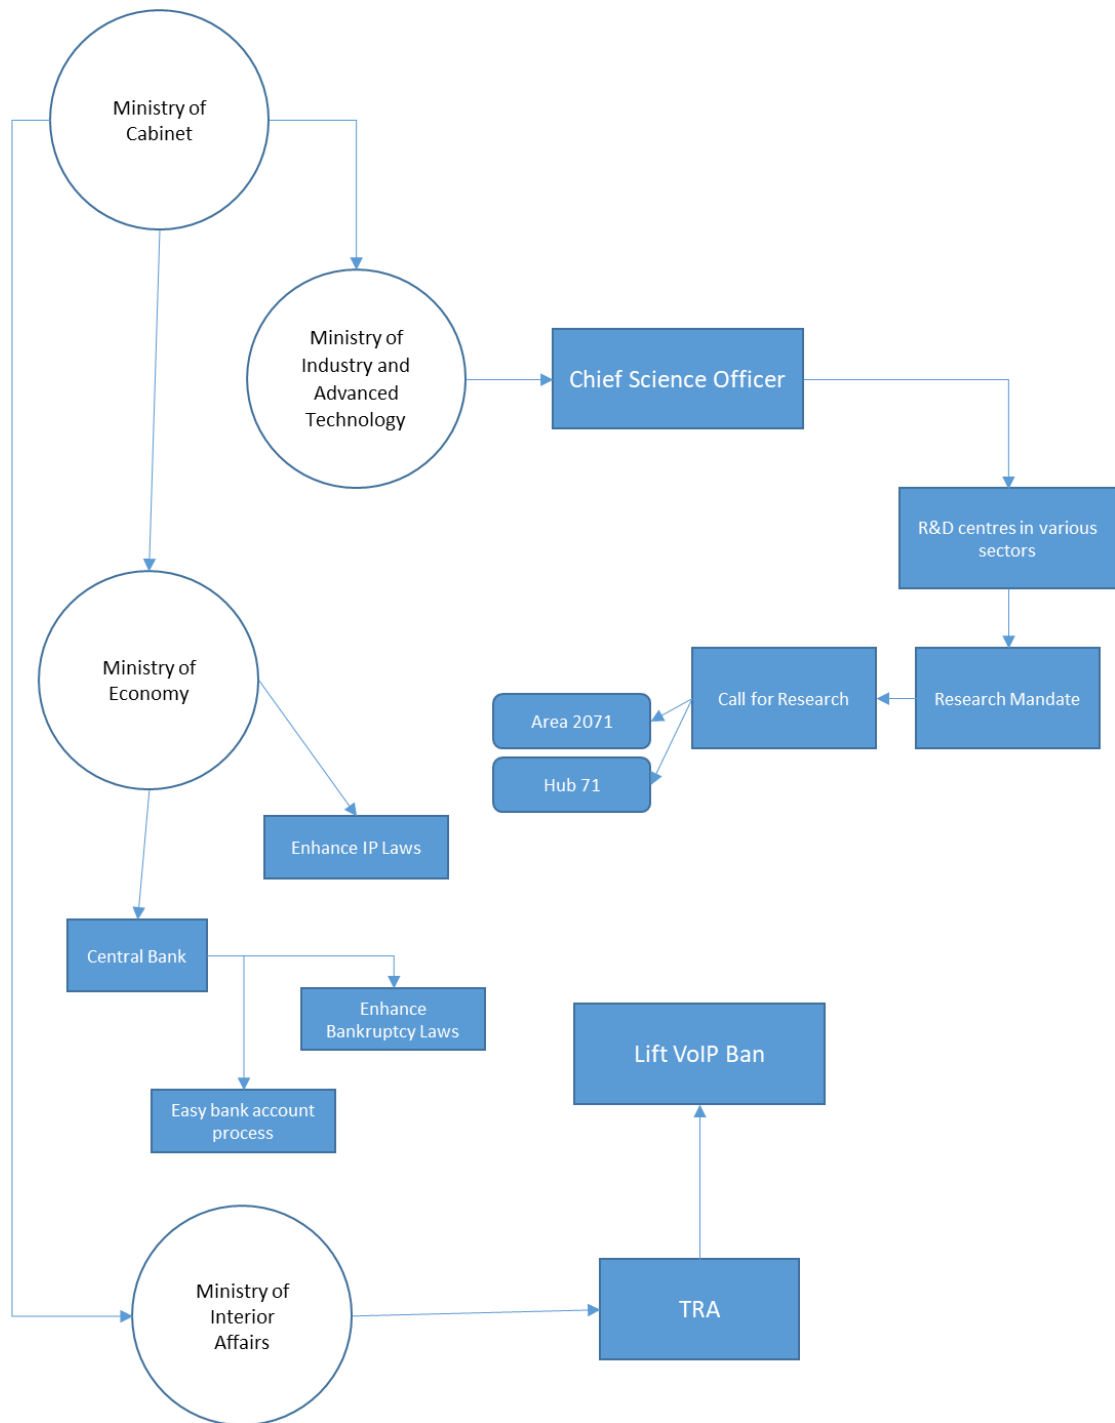 Ministry of
Cabinet
Ministry of
Industry and
Advanced
Technology
Chief Science Officer
R&D centres in various
sectors
Research Mandate
Call for Research
Area 2071
Hub 71
Ministry of
Economy
Enhance IP Laws
Central Bank
Enhance
Bankruptcy Laws
Easy bank account
process
Lift VoIP Ban
Ministry of
Interior
Affairs
TRA